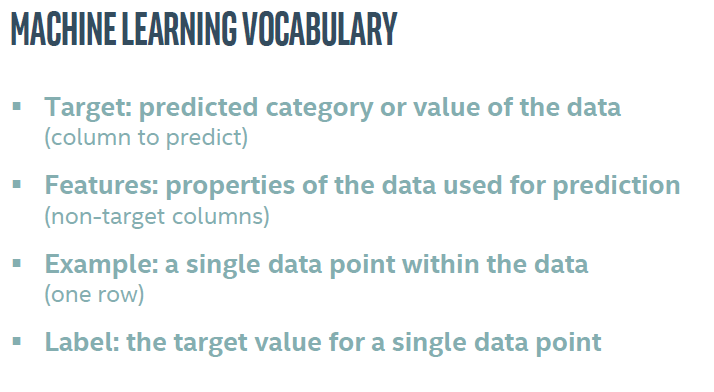 MACHINE LEARNING VOCABULARY
▪ Target: predicted category or value of the data
(column to predict)
▪ Features: properties of the data used for prediction
(non-target columns)
▪ Example: a single data point within the data
(one row)
▪ Label: the target value for a single data point